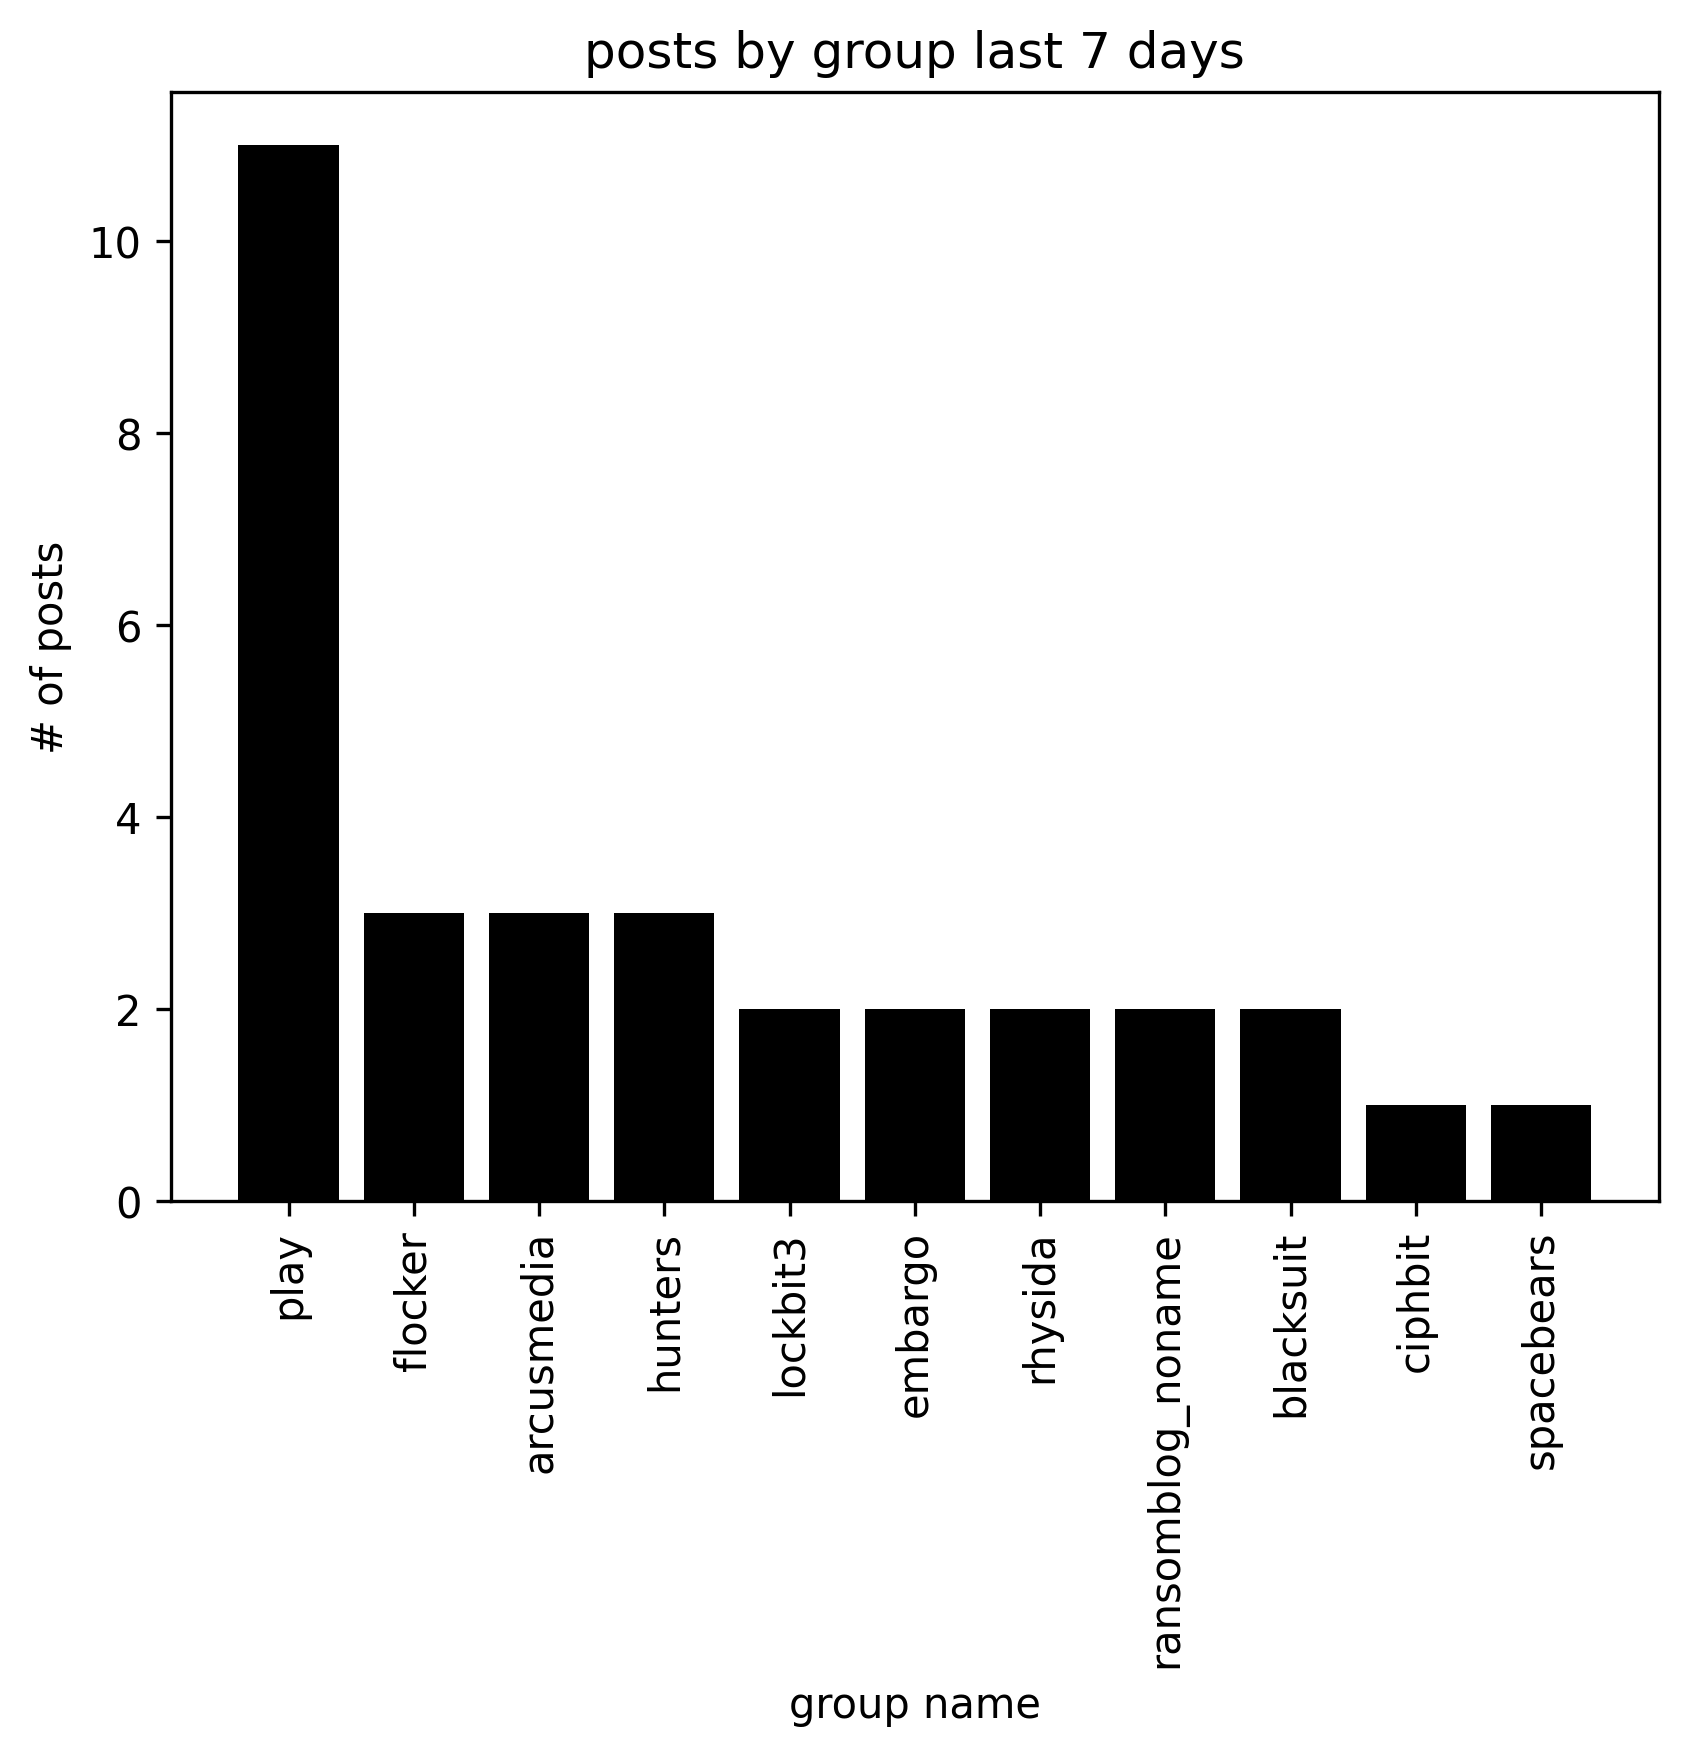 posts by group last 7 days
# of posts
10
8
6
4
2
0
play
flocker
arcusmedia
hunters
lockbit3
embargo
rhysida
ransomblog_noname
blacksuit
ciphbit
spacebears
group name